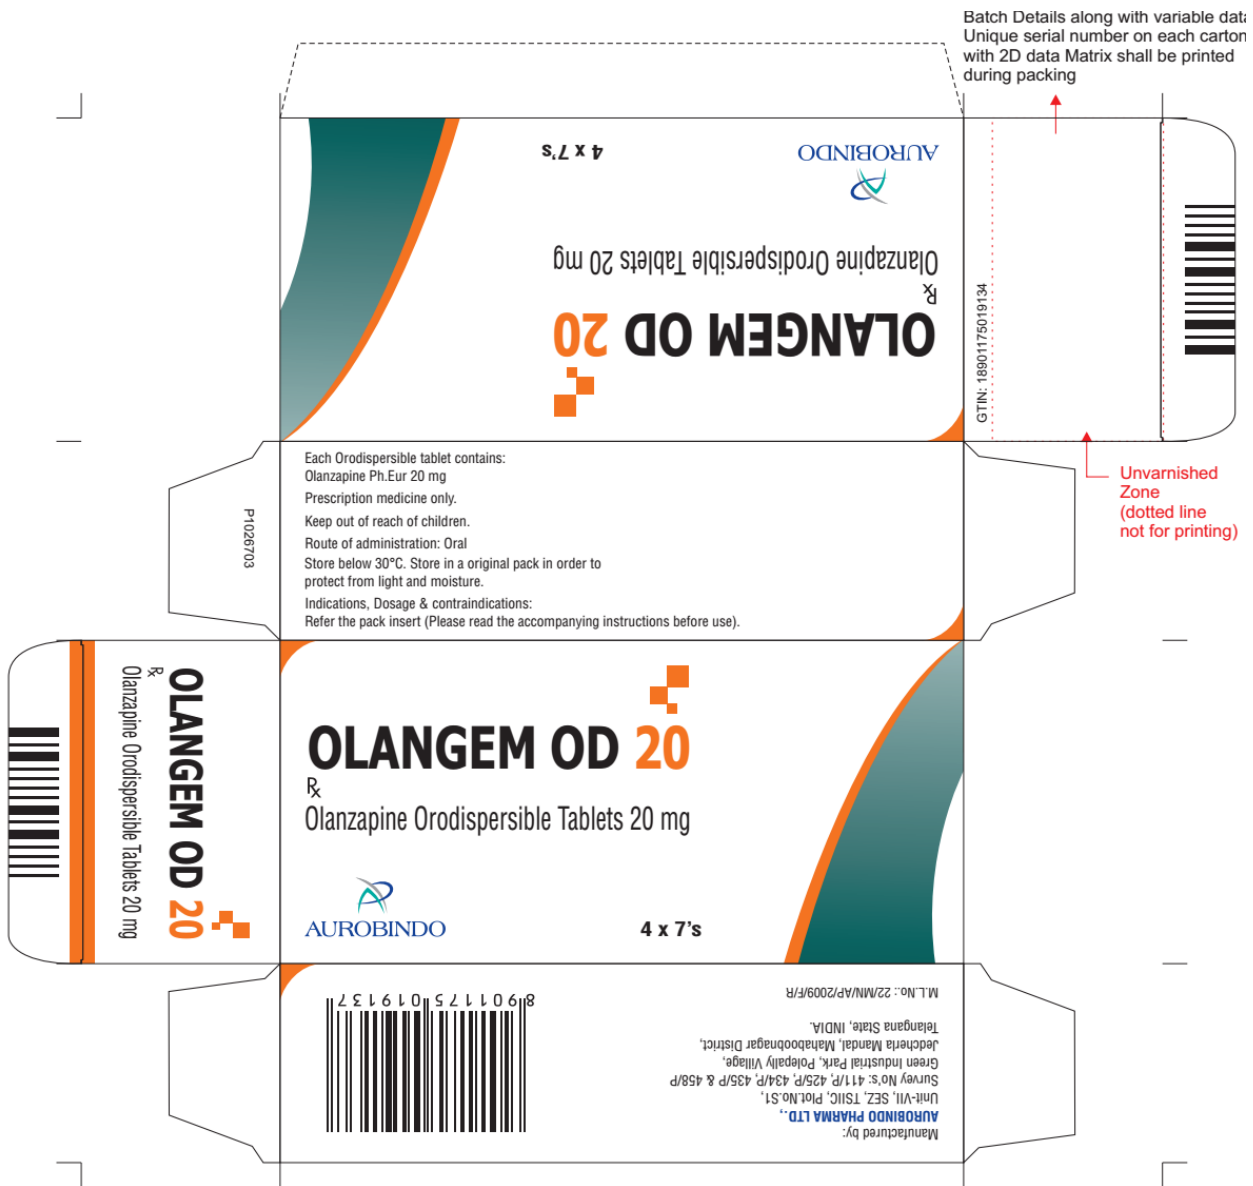 Batch Details along with variable data
Unique serial number on each carton
with 2D data Matrix shall be printed
during packing
4 x 7's
AUROBINDO
Olanzapine Orodispersible Tablets 20 mg
Rx
OLANGEM OD 20
GTIN: 18901175019134
Unvarnished
Zone
(dotted line
not for printing)
P1026703
Each Orodispersible tablet contains:
Olanzapine Ph.Eur 20 mg
Prescription medicine only.
Keep out of reach of children.
Route of administration: Oral
Store below 30°C. Store in a original pack in order to
protect from light and moisture.
Indications, Dosage & contraindications:
Refer the pack insert (Please read the accompanying instructions before use).
OLANGEM OD 20
Rx
Olanzapine Orodispersible Tablets 20 mg
OLANGEM OD 20
Rx
Olanzapine Orodispersible Tablets 20 mg
AUROBINDO
4 x 7's
8901175019137
Manufactured by:
AUROBINDO PHARMA LTD.,
Unit-VII, SEZ, TSIIC, Plot.No.S1,
Survey No's: 411/P, 425/P, 434/P, 435/P & 458/P
Green Industrial Park, Polepally Village,
Jedcherla Mandal, Mahaboobnagar District,
Telangana State, INDIA.
M.L.No.: 22/MN/AP/2009/F/R